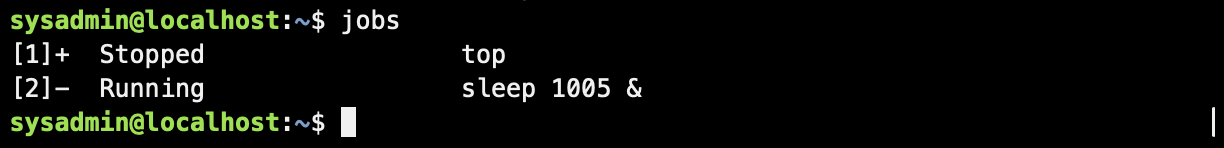 sysadmin@localhost:~$ jobs
[1]+  Stopped                 top
[2]-  Running                 sleep 1005 &
sysadmin@localhost:~$